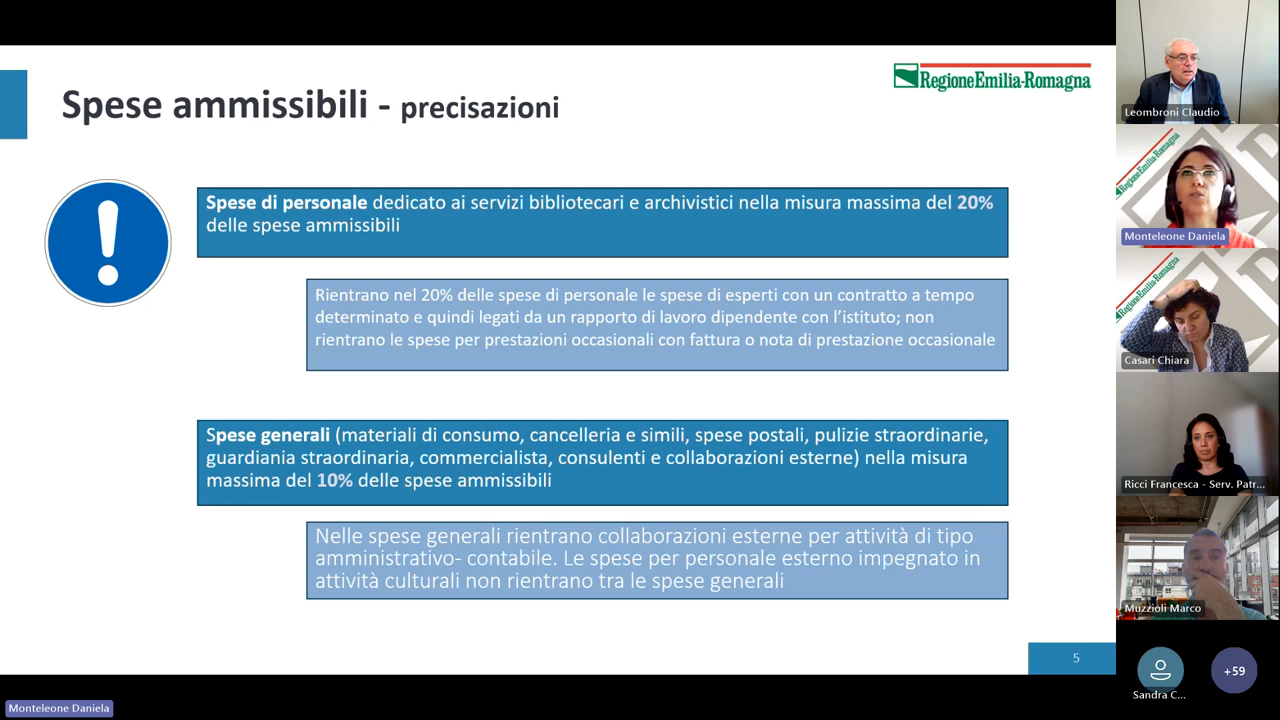 RegioneEmilia-Romagna
Spese ammissibili - precisazioni
Spese di personale dedicato ai servizi bibliotecari e archivistici nella misura massima del 20%
delle spese ammissibili
Rientrano nel 20% delle spese di personale le spese di esperti con un contratto a tempo
determinato e quindi legati da un rapporto di lavoro dipendente con l’istituto; non
rientrano le spese per prestazioni occasionali con fattura o nota di prestazione occasionale
Spese generali (materiali di consumo, cancelleria e simili, spese postali, pulizie straordinarie,
guardiania straordinaria, commercialista, consulenti e collaborazioni esterne) nella misura
massima del 10% delle spese ammissibili
Nelle spese generali rientrano collaborazioni esterne per attività di tipo
amministrativo- contabile. Le spese per personale esterno impegnato in
attività culturali non rientrano tra le spese generali
5
Monteleone Daniela
Leombroni Claudio
RegioneEmilia-Romagna
Monteleone Daniela
RegioneEmilia-Romagna
Casari Chiara
Ricci Francesca - Serv. Patr...
Muzzioli Marco
Sandra C...
+59